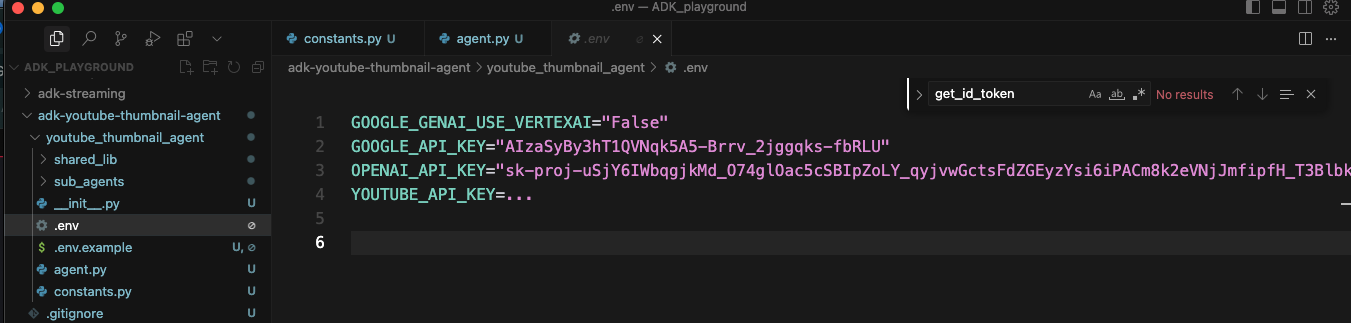 .env — ADK_playground
constants.py U
agent.py U
.env
ADK_PLAYGROUND
adk-youtube-thumbnail-agent > youtube_thumbnail_agent > .env
adk-streaming
get_id_token Aa ab No results
adk-youtube-thumbnail-agent
youtube_thumbnail_agent
shared_lib
sub_agents
__init__.py U
.env
.env.example U,
agent.py U
constants.py U
.gitignore U
1 GOOGLE_GENAI_USE_VERTEXAI="False"
2 GOOGLE_API_KEY="AIzaSyBy3hT1QVNqk5A5-Brrv_2jggqks-fbRLU"
3 OPENAI_API_KEY="sk-proj-uSjY6IWbqgjkMd_O74glOac5cSBIpZoLY_qyjvwGctsFdZGEyzYsi6iPACm8k2eVNjJmfipfH_T3Blbk
4 YOUTUBE_API_KEY=...
5
6